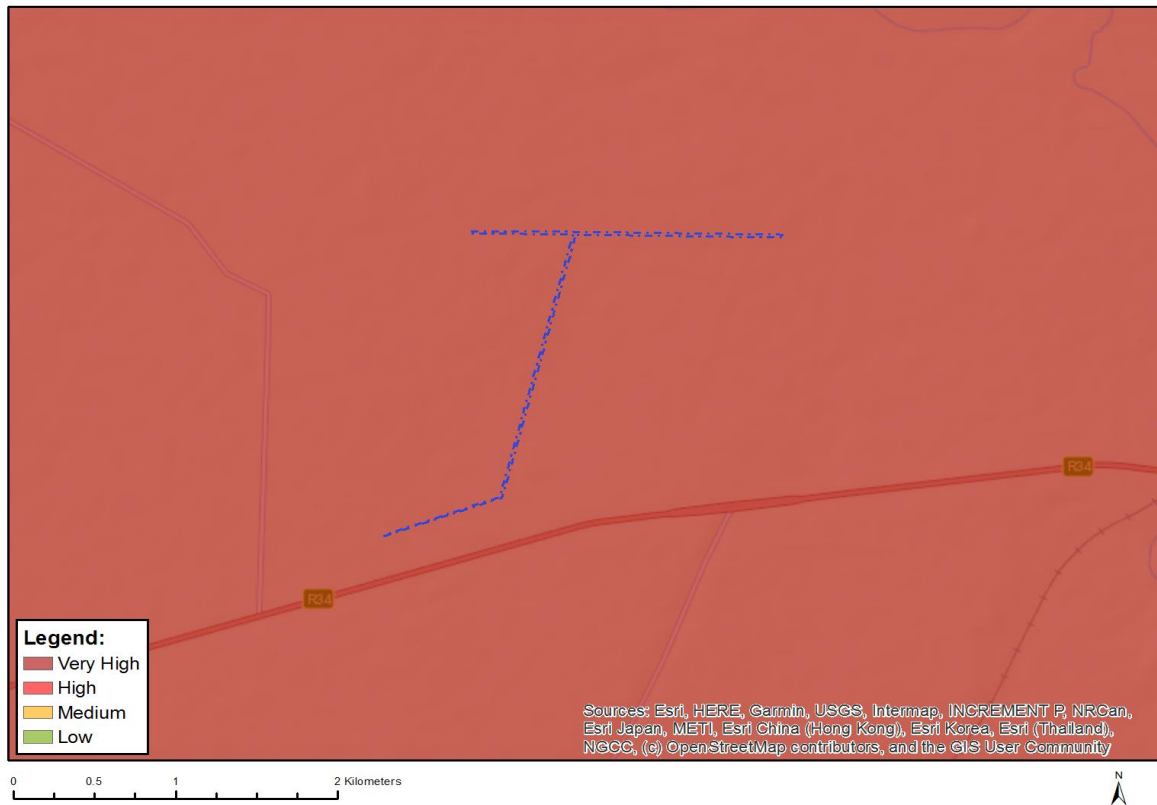 R34
R34
Legend:
Very High
High
Medium
Low
Sources: Esri, HERE, Garmin, USGS, Intermap, INCREMENT P, NRCan,
Esri Japan, METI, Esri China (Hong Kong), Esri Korea, Esri (Thailand),
NGCC, (c) OpenStreetMap contributors, and the GIS User Community
0 0.5 1 2 Kilometers
N